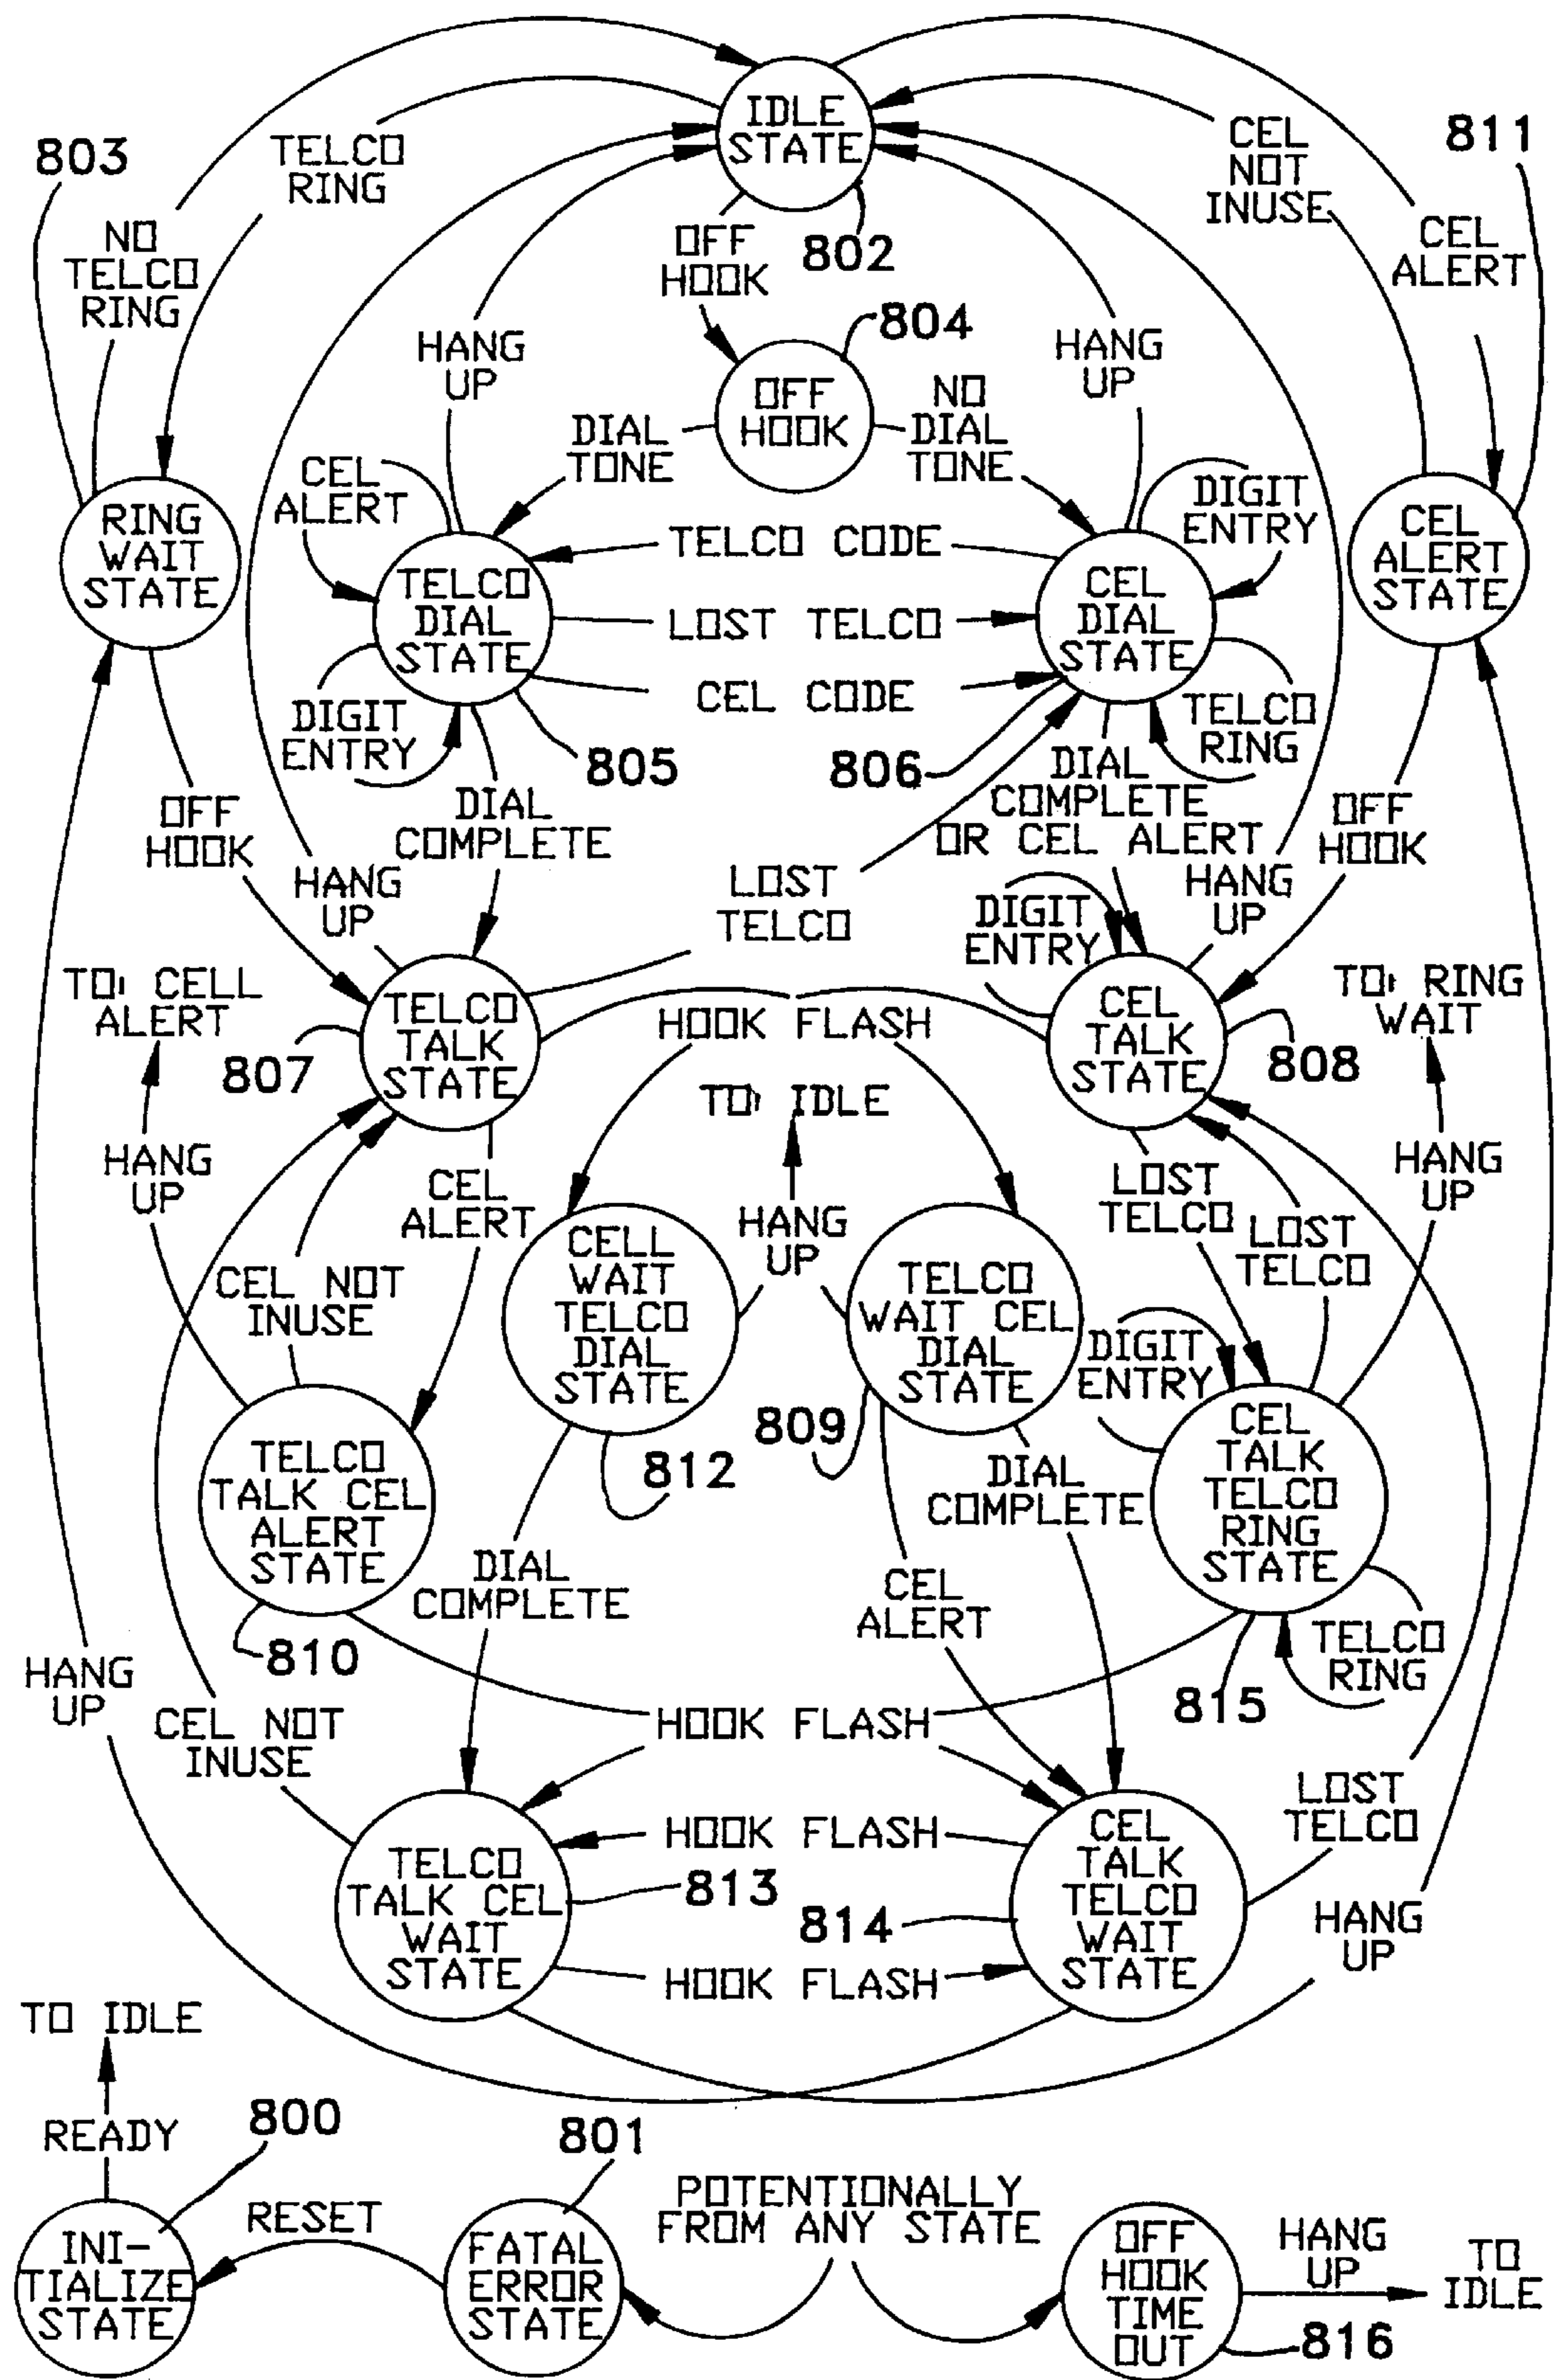 IDLE
STATE
802
803
TELCO
RING
NO
TELCO
RING
CEL
NOT
INUSE
811
CEL
ALERT
OFF
HOOK
804
OFF
HOOK
HANG
UP
HANG
UP
DIAL
TONE
NO
DIAL
TONE
CEL
ALERT
DIGIT
ENTRY
RING
WAIT
STATE
CEL
ALERT
STATE
TELCO CODE
TELCO
DIAL
STATE
LOST TELCO
CEL
DIAL
STATE
CEL CODE
DIGIT
ENTRY
805
806
TELCO
RING
DIAL
COMPLETE
DIAL
COMPLETE
OR CEL ALERT
OFF
HOOK
OFF
HOOK
HANG
UP
LOST
TELCO
HANG
UP
DIGIT
ENTRY
TO: CELL
ALERT
TELCO
TALK
STATE
807
HOOK FLASH
CEL
TALK
STATE
808
TO: RING
WAIT
TO: IDLE
HANG
UP
CEL
ALERT
HANG
UP
LOST
TELCO
LOST
TELCO
HANG
UP
CEL NOT
INUSE
CELL
WAIT
TELCO
DIAL
STATE
812
TELCO
WAIT CEL
DIAL
STATE
809
DIGIT
ENTRY
TELCO
TALK CEL
ALERT
STATE
810
DIAL
COMPLETE
CEL
TALK
TELCO
RING
STATE
815
DIAL
COMPLETE
CEL
ALERT
TELCO
RING
HANG
UP
CEL NOT
INUSE
HOOK FLASH
LOST
TELCO
HOOK FLASH
TELCO
TALK CEL
WAIT
STATE
813
814
CEL
TALK
TELCO
WAIT
STATE
HOOK FLASH
HANG
UP
TO IDLE
READY
800
801
INI-
TIALIZE
STATE
RESET
FATAL
ERROR
STATE
POTENTIONALLY
FROM ANY STATE
OFF
HOOK
TIME
OUT
816
HANG
UP
TO
IDLE